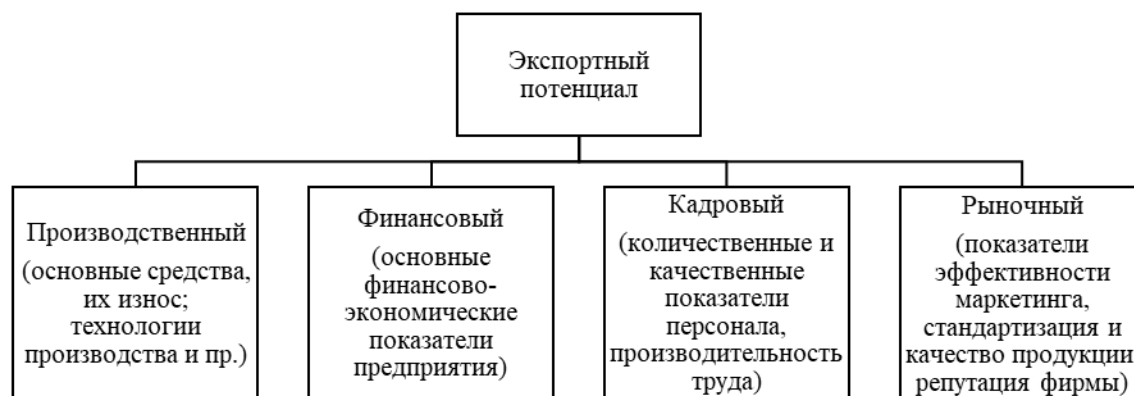 Экспортный
потенциал
Производственный
(основные средства,
их износ;
технологии
производства и пр.)
Финансовый
(основные
финансово-
экономические
показатели
предприятия)
Кадровый
(количественные и
качественные
показатели
персонала,
производительность
труда)
Рыночный
(показатели
эффективности
маркетинга,
стандартизация и
качество продукции
репутация фирмы)